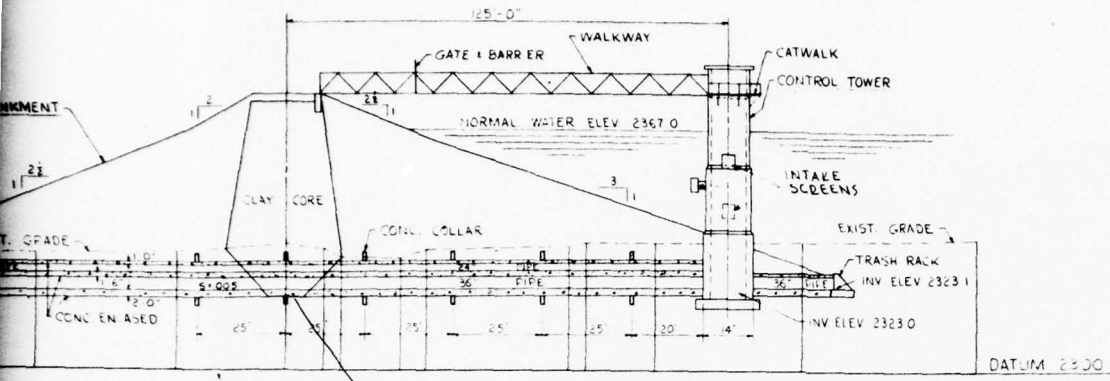 125'-0"
WALKWAY
GATE & BARRIER
CATWALK
CONTROL TOWER
2
1
2½
1
NORMAL WATER ELEV 2367.0
2½
1
INTAKE
SCREENS
3
1
CLAY CORE
CONC. COLLAR
EXIST. GRADE
GRADE
1'0"
24" PIPE
TRASH RACK
S=.005
36" PIPE
36" PIPE
INV ELEV 2323.1
2'0"
CONC ENCASED
25' 25' 25' 25' 25' 20' 14'
INV ELEV 2323.0
DATUM 2300